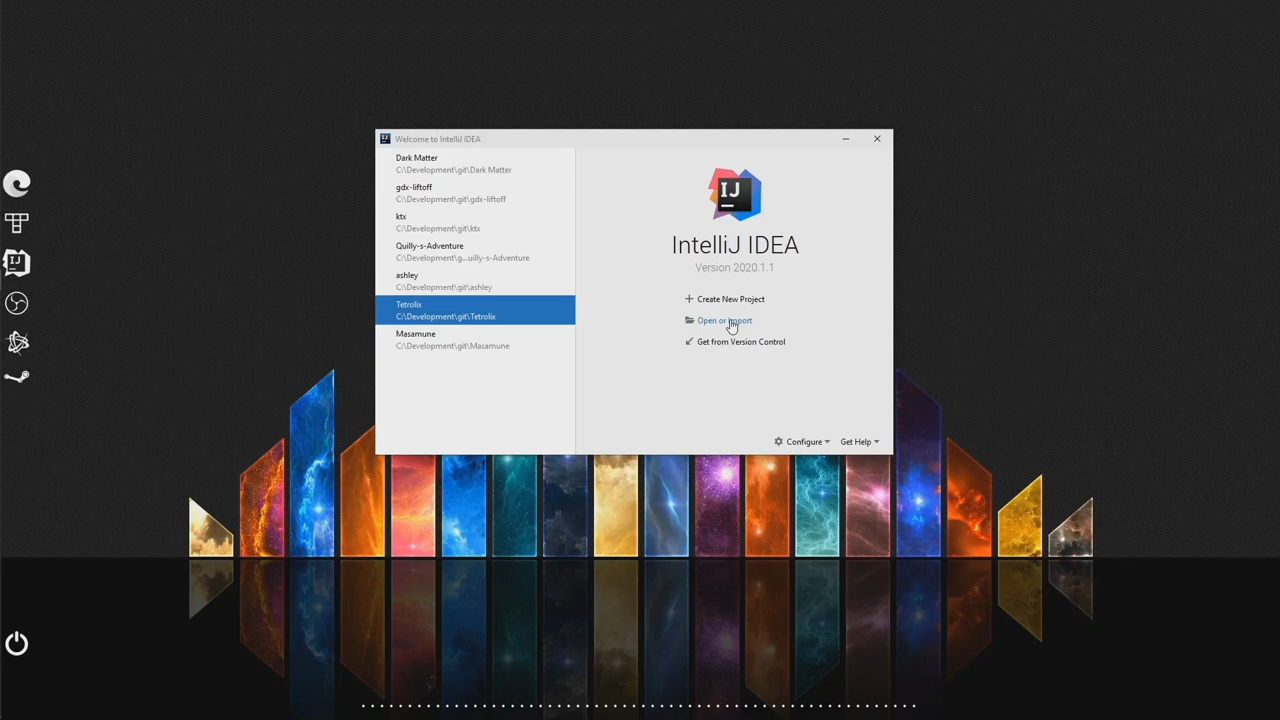 Welcome to IntelliJ IDEA
Dark Matter
C:\Development\git\Dark Matter
gdx-liftoff
C:\Development\git\gdx-liftoff
ktx
C:\Development\git\ktx
Quilly-s-Adventure
C:\Development\g...uilly-s-Adventure
ashley
C:\Development\git\ashley
Tetrolix
C:\Development\git\Tetrolix
Masamune
C:\Development\git\Masamune
IJ
IntelliJ IDEA
Version 2020.1.1
Create New Project
Open or Import
Get from Version Control
Configure
Get Help
IJ